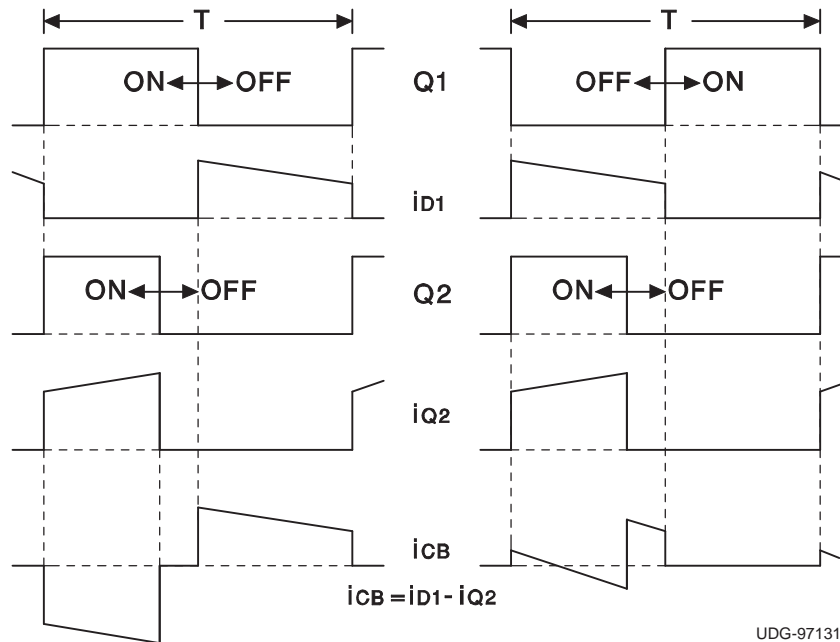 T T
ON OFF Q1 OFF ON
iD1
ON OFF Q2 ON OFF
iQ2
iCB
iCB = iD1 - iQ2
UDG-97131